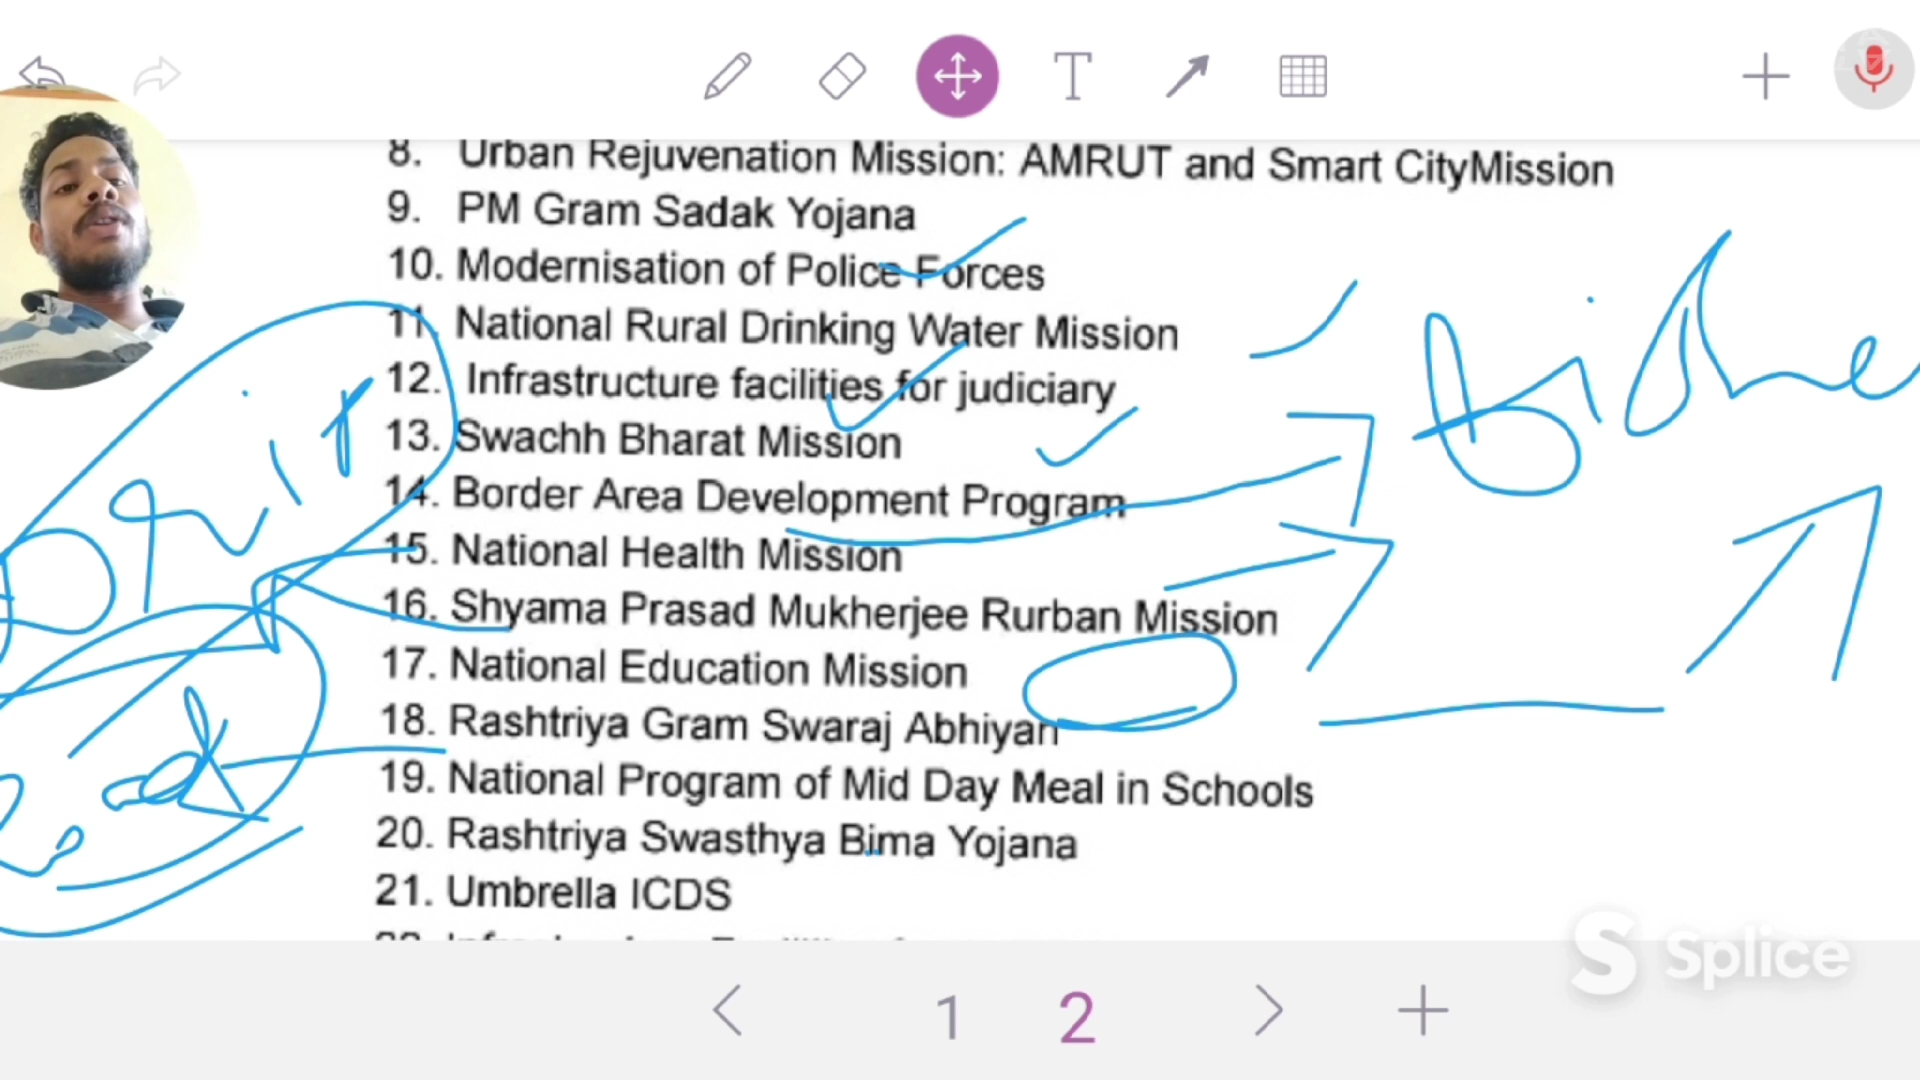 T
8. Urban Rejuvenation Mission: AMRUT and Smart CityMission
9. PM Gram Sadak Yojana
10. Modernisation of Police Forces
11. National Rural Drinking Water Mission
12. Infrastructure facilities for judiciary
13. Swachh Bharat Mission
14. Border Area Development Program
15. National Health Mission
16. Shyama Prasad Mukherjee Rurban Mission
17. National Education Mission
18. Rashtriya Gram Swaraj Abhiyan
19. National Program of Mid Day Meal in Schools
20. Rashtriya Swasthya Bima Yojana
21. Umbrella ICDS
S Splice
1 2